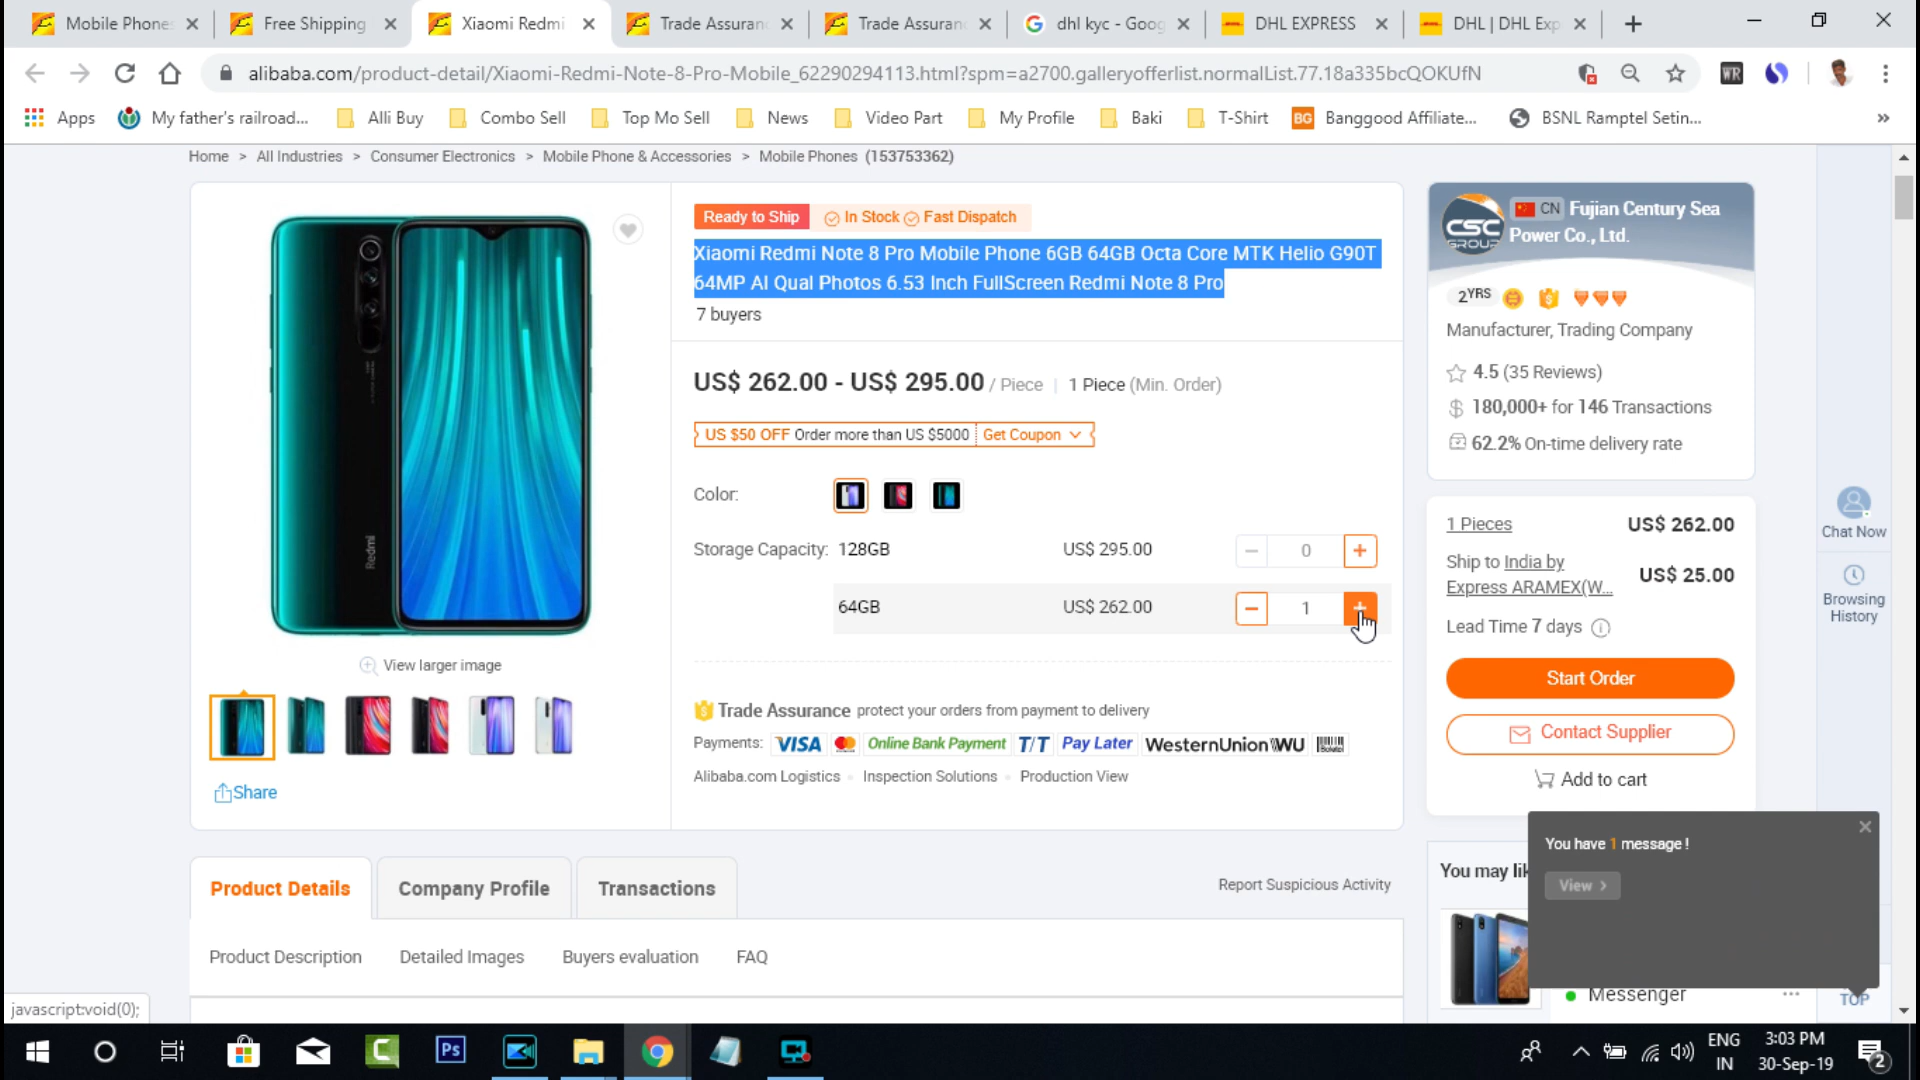 Mobile Phones
Free Shipping
Xiaomi Redmi
Trade Assuran
Trade Assuran
dhl kyc - Goog
DHL EXPRESS
DHL | DHL Exp
alibaba.com/product-detail/Xiaomi-Redmi-Note-8-Pro-Mobile_62290294113.html?spm=a2700.galleryofferlist.normalList.77.18a335bcQOKUfN
WR
Apps
My father's railroad...
Alli Buy
Combo Sell
Top Mo Sell
News
Video Part
My Profile
Baki
T-Shirt
BG Banggood Affiliate...
BSNL Ramptel Setin...
»
Home > All Industries > Consumer Electronics > Mobile Phone & Accessories > Mobile Phones (153753362)
Redmi
View larger image
Share
Ready to Ship In Stock Fast Dispatch
Xiaomi Redmi Note 8 Pro Mobile Phone 6GB 64GB Octa Core MTK Helio G90T
64MP AI Qual Photos 6.53 Inch FullScreen Redmi Note 8 Pro
7 buyers
US$ 262.00 - US$ 295.00 / Piece | 1 Piece (Min. Order)
US $50 OFF Order more than US $5000 Get Coupon
Color:
Storage Capacity: 128GB US$ 295.00 − 0 +
64GB US$ 262.00 − 1 +
Trade Assurance protect your orders from payment to delivery
Payments: VISA Online Bank Payment T/T Pay Later WesternUnion WU Boleto
Alibaba.com Logistics Inspection Solutions Production View
CSC GROUP
CN Fujian Century Sea
Power Co., Ltd.
2YRS
Manufacturer, Trading Company
4.5 (35 Reviews)
180,000+ for 146 Transactions
62.2% On-time delivery rate
1 Pieces US$ 262.00
Ship to India by
Express ARAMEX(W... US$ 25.00
Lead Time 7 days
Start Order
Contact Supplier
Add to cart
Chat Now
Browsing
History
Product Details
Company Profile
Transactions
Report Suspicious Activity
Product Description
Detailed Images
Buyers evaluation
FAQ
You may lik
You have 1 message !
View >
Messenger ...
TOP
javascript:void(0);
Ps
ENG
IN
3:03 PM
30-Sep-19
2